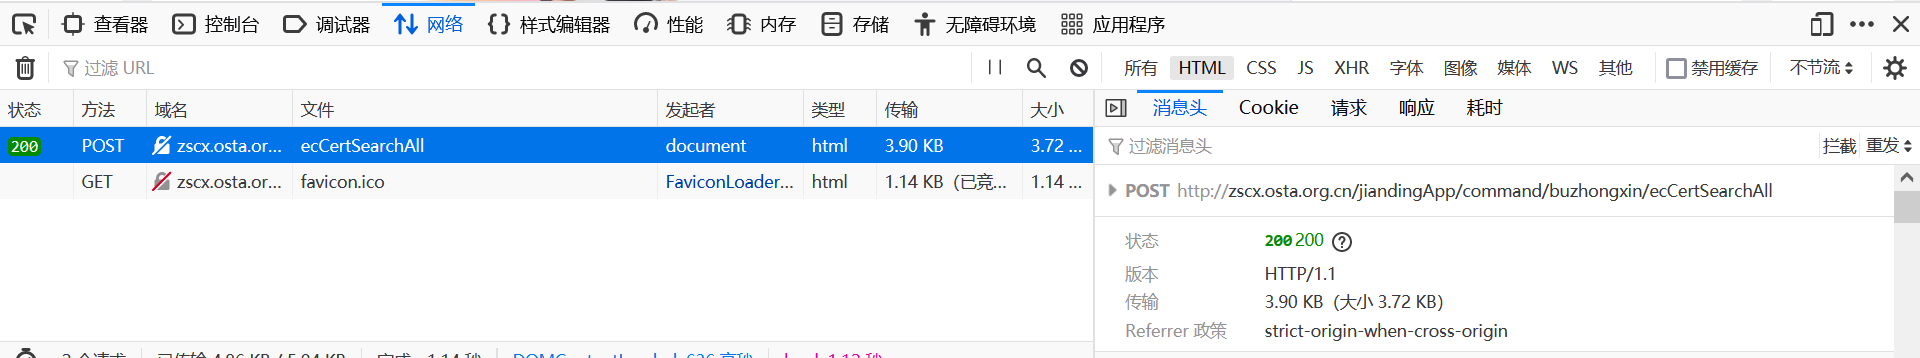 查看器 控制台 调试器 网络 样式编辑器 性能 内存 存储 无障碍环境 应用程序
过滤 URL 所有 HTML CSS JS XHR 字体 图像 媒体 WS 其他 禁用缓存 不节流
状态 方法 域名 文件 发起者 类型 传输 大小
200 POST zscx.osta.or... ecCertSearchAll document html 3.90 KB 3.72 ...
GET zscx.osta.or... favicon.ico FaviconLoader... html 1.14 KB（已竞... 1.14 ...
消息头 Cookie 请求 响应 耗时
过滤消息头 拦截 重发
POST http://zscx.osta.org.cn/jiandingApp/command/buzhongxin/ecCertSearchAll
状态 200 200
版本 HTTP/1.1
传输 3.90 KB（大小 3.72 KB）
Referrer 政策 strict-origin-when-cross-origin